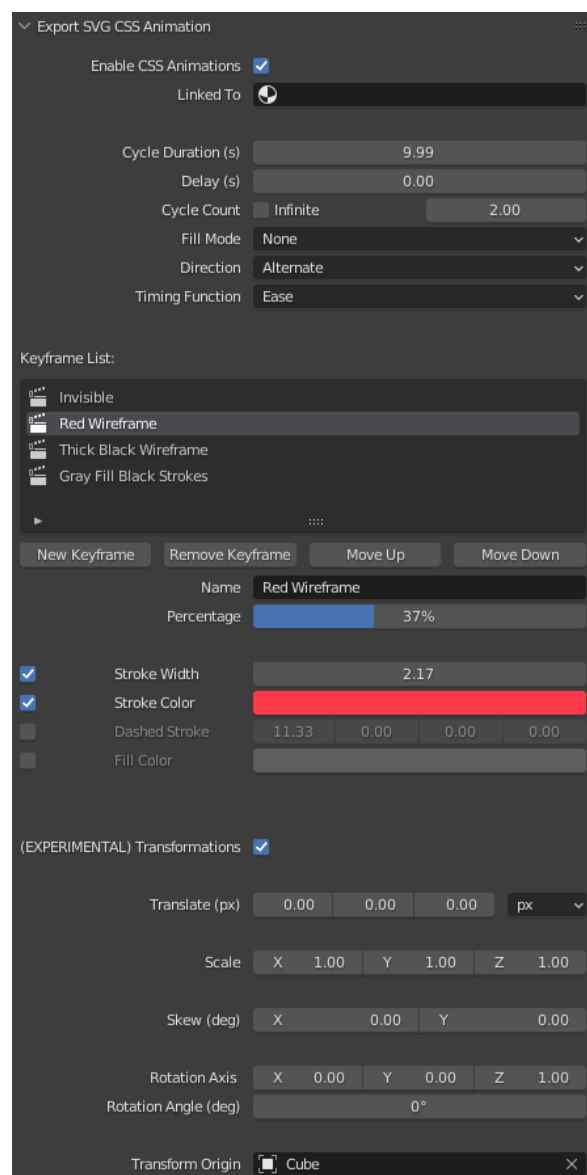 Export SVG CSS Animation
Enable CSS Animations
Linked To
Cycle Duration (s) 9.99
Delay (s) 0.00
Cycle Count Infinite 2.00
Fill Mode None
Direction Alternate
Timing Function Ease
Keyframe List:
Invisible
Red Wireframe
Thick Black Wireframe
Gray Fill Black Strokes
New Keyframe Remove Keyframe Move Up Move Down
Name Red Wireframe
Percentage 37%
Stroke Width 2.17
Stroke Color
Dashed Stroke 11.33 0.00 0.00 0.00
Fill Color
(EXPERIMENTAL) Transformations
Translate (px) 0.00 0.00 0.00 px
Scale X 1.00 Y 1.00 Z 1.00
Skew (deg) X 0.00 Y 0.00
Rotation Axis X 0.00 Y 0.00 Z 1.00
Rotation Angle (deg) 0°
Transform Origin Cube